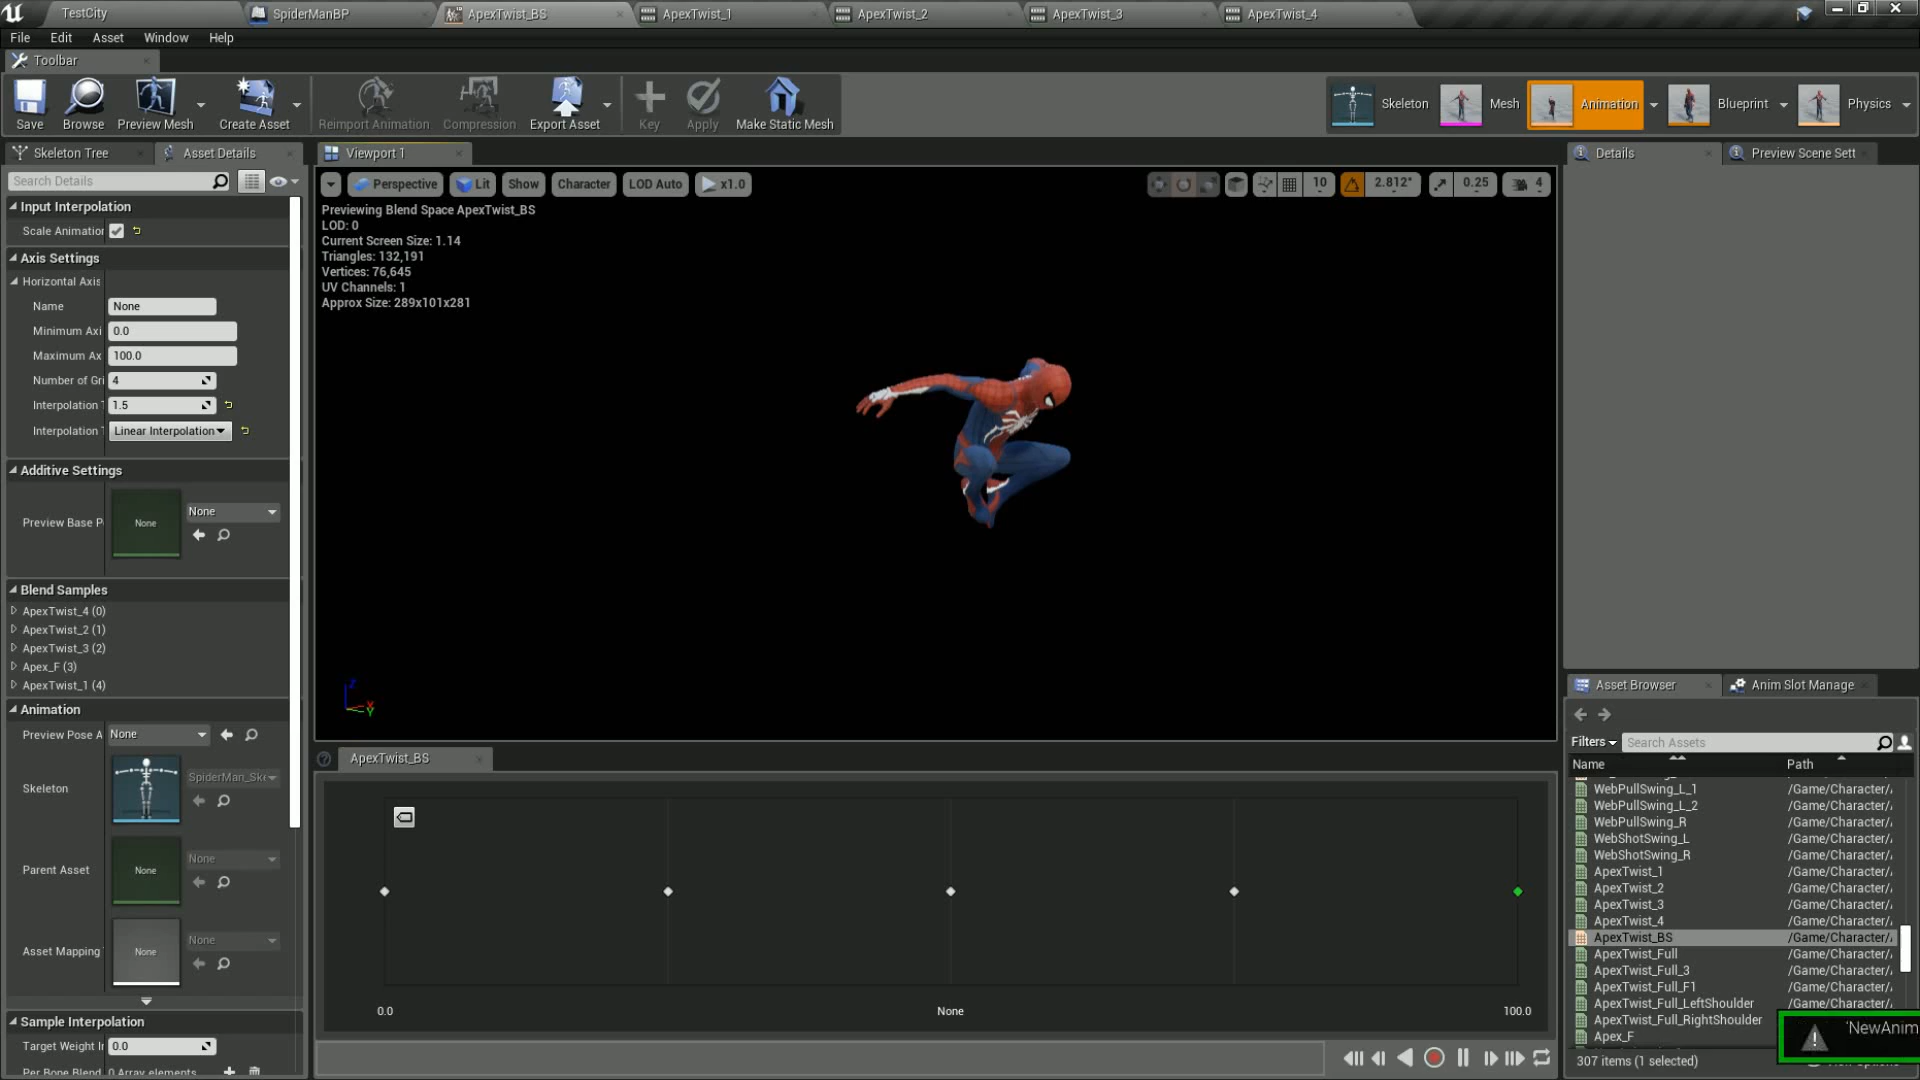 TestCity
SpiderManBP
ApexTwist_BS
ApexTwist_1
ApexTwist_2
ApexTwist_3
ApexTwist_4
File Edit Asset Window Help
Toolbar
Save
Browse
Preview Mesh
Create Asset
Reimport Animation
Compression
Export Asset
Key
Apply
Make Static Mesh
Skeleton
Mesh
Animation
Blueprint
Physics
Skeleton Tree
Asset Details
Viewport 1
Details
Preview Scene Sett
Search Details
Perspective
Lit
Show
Character
LOD Auto
x1.0
10
2.812°
0.25
4
Previewing Blend Space ApexTwist_BS
LOD: 0
Current Screen Size: 1.14
Triangles: 132,191
Vertices: 76,645
UV Channels: 1
Approx Size: 289x101x281
Input Interpolation
Scale Animation
Axis Settings
Horizontal Axis
Name None
Minimum Axi 0.0
Maximum Ax 100.0
Number of Gri 4
Interpolation T 1.5
Interpolation T Linear Interpolation
Additive Settings
Preview Base P None None
Blend Samples
ApexTwist_4 (0)
ApexTwist_2 (1)
ApexTwist_3 (2)
Apex_F (3)
ApexTwist_1 (4)
Animation
Preview Pose A None
Skeleton SpiderMan_Ske
Parent Asset None None
Asset Mapping None None
Sample Interpolation
Target Weight In 0.0
Per Bone Blend 0 Array elements
Z
X
Y
ApexTwist_BS
0.0
None
100.0
Asset Browser
Anim Slot Manage
Filters
Search Assets
Name Path
WebPullSwing_L_1 /Game/Character/
WebPullSwing_L_2 /Game/Character/
WebPullSwing_R /Game/Character/
WebShotSwing_L /Game/Character/
WebShotSwing_R /Game/Character/
ApexTwist_1 /Game/Character/
ApexTwist_2 /Game/Character/
ApexTwist_3 /Game/Character/
ApexTwist_4 /Game/Character/
ApexTwist_BS /Game/Character/
ApexTwist_Full /Game/Character/
ApexTwist_Full_3 /Game/Character/
ApexTwist_Full_F1 /Game/Character/
ApexTwist_Full_LeftShoulder /Game/Character/
ApexTwist_Full_RightShoulder
Apex_F
'NewAnim
307 items (1 selected)